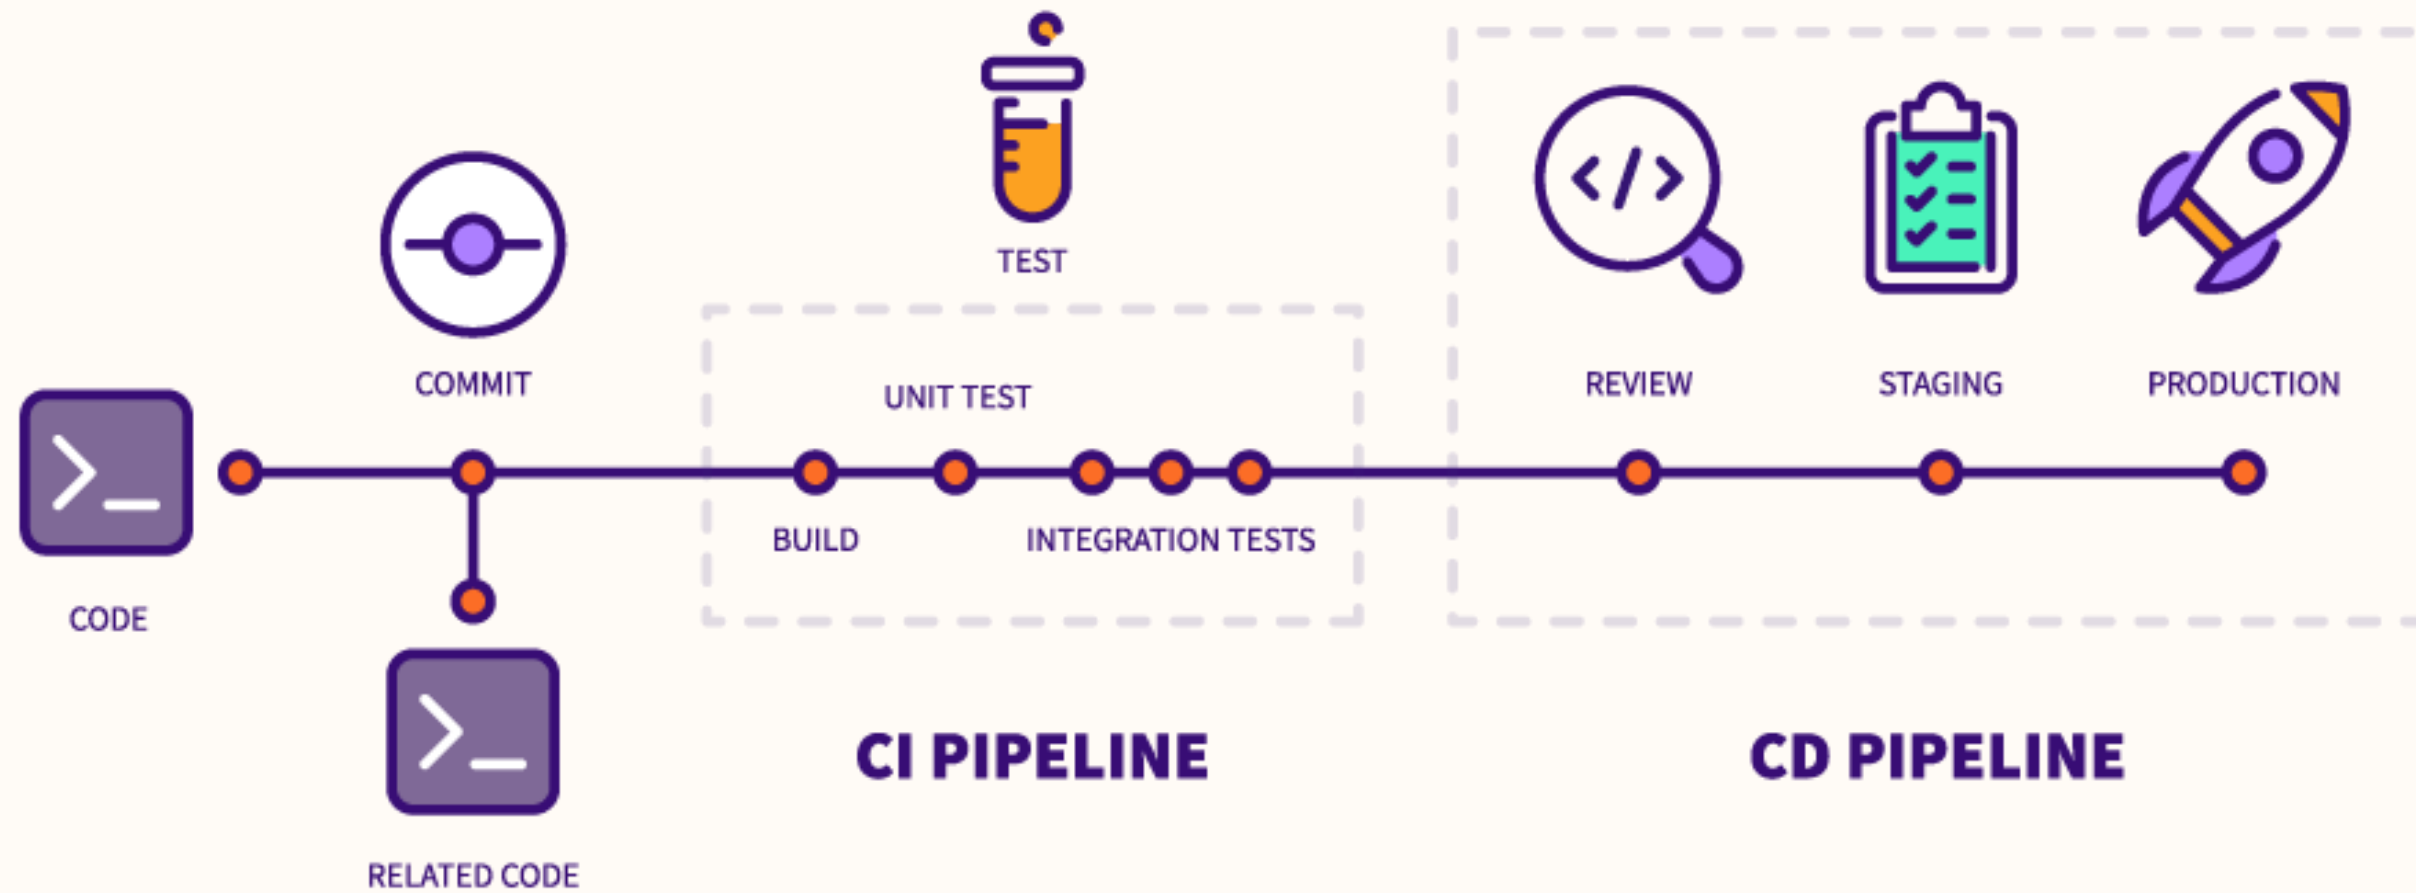 TEST
COMMIT
UNIT TEST
REVIEW
STAGING
PRODUCTION
BUILD
INTEGRATION TESTS
CODE
CI PIPELINE
CD PIPELINE
RELATED CODE